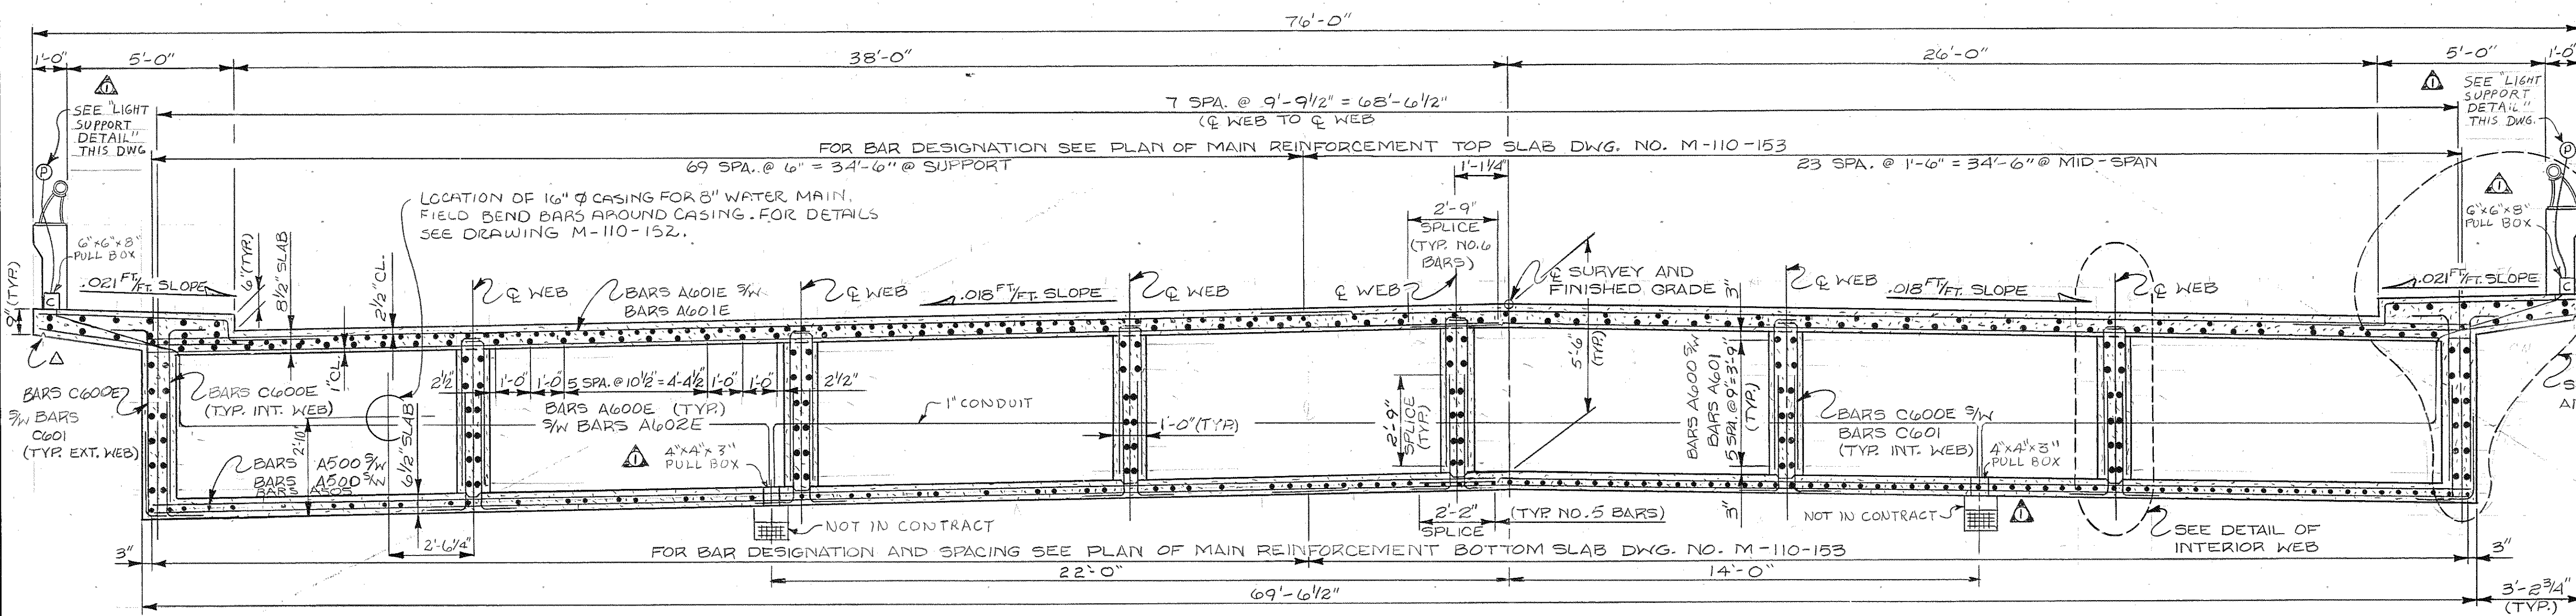 76'-0"
1'-0"
5'-0"
38'-0"
26'-0"
5'-0"
1'-0"
SEE "LIGHT
SUPPORT
DETAIL"
THIS DWG
7 SPA. @ 9'-9½" = 68'-6½"
(℄ WEB TO ℄ WEB
SEE "LIGHT
SUPPORT
DETAIL"
THIS DWG.
FOR BAR DESIGNATION SEE PLAN OF MAIN REINFORCEMENT TOP SLAB DWG. NO. M-110-153
69 SPA. @ 6" = 34'-6" @ SUPPORT
1'-1¼"
23 SPA. @ 1'-6" = 34'-6" @ MID-SPAN
P
P
LOCATION OF 16" Ø CASING FOR 8" WATER MAIN.
FIELD BEND BARS AROUND CASING. FOR DETAILS
SEE DRAWING M-110-152.
2'-9"
SPLICE
(TYP. NO.6
BARS)
6"x6"x8"
PULL BOX
6"x6"x8"
PULL BOX
9" (TYP.)
.021 FT/FT. SLOPE
6" (TYP.)
8½" SLAB
2½" CL.
1" CL.
℄ WEB
BARS A601E S/W
BARS A601E
℄ WEB
.018 FT/FT. SLOPE
℄ WEB
℄ WEB
℄ SURVEY AND
FINISHED GRADE
3"
℄ WEB
.018 FT/FT. SLOPE
℄ WEB
.021 FT/FT. SLOPE
C
C
5'-6"
(TYP.)
BARS C600E
S/W BARS
C601
(TYP. EXT. WEB)
BARS C600E
(TYP. INT. WEB)
2½"
1'-0"
1'-0"
5 SPA. @ 10½" = 4'-4½"
1'-0"
1'-0"
2½"
BARS A600E (TYP.)
S/W BARS A602E
1" CONDUIT
1'-0" (TYP.)
2'-9"
SPLICE
(TYP.)
BARS A600 S/W
BARS A601
5 SPA. @ 9" = 3'-9"
(TYP.)
BARS C600E S/W
BARS C601
(TYP. INT. WEB)
2'-10"
6½" SLAB
4"x4"x3"
PULL BOX
4"x4"x3"
PULL BOX
BARS A500 S/W
BARS A500 S/W
BARS A505
NOT IN CONTRACT
2'-2"
SPLICE
(TYP. NO.5 BARS)
3"
NOT IN CONTRACT
SEE DETAIL OF
INTERIOR WEB
3"
2'-6¼"
FOR BAR DESIGNATION AND SPACING SEE PLAN OF MAIN REINFORCEMENT BOTTOM SLAB DWG. NO. M-110-153
3"
22'-0"
14'-0"
69'-6½"
3'-2¾"
(TYP.)